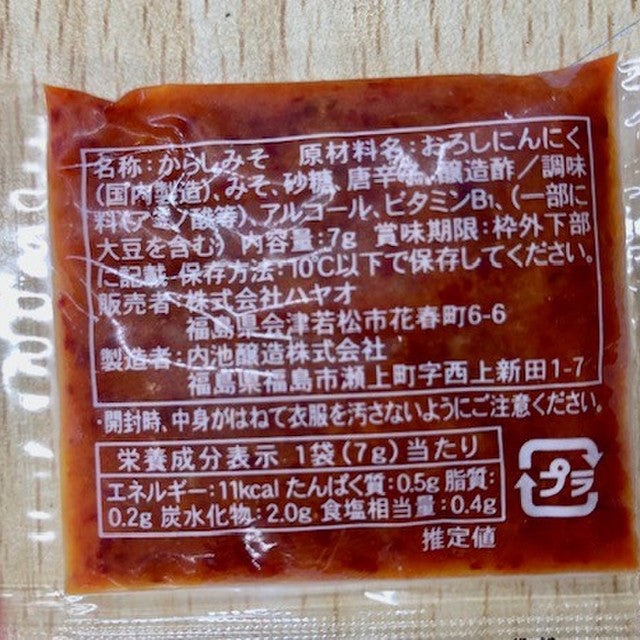 名称:からしみそ 原材料名:おろしにんにく
(国内製造)、みそ、砂糖、唐辛 、醸造酢/調味
料(アミノ酸等)、アルコール、ビタミンB1、(一部に
大豆を含む) 内容量:7g 賞味期限:枠外下部
に記載 保存方法:10℃以下で保存してください。
販売者:株式会社ハヤオ
福島県会津若松市花春町6-6
製造者:内池醸造株式会社
福島県福島市瀬上町字西上新田1-7
・開封時、中身がはねて衣服を汚さないようにご注意ください。
栄養成分表示 1袋(7g)当たり
エネルギー:11kcal たんぱく質:0.5g 脂質:
0.2g 炭水化物:2.0g 食塩相当量:0.4g
推定値
プラ